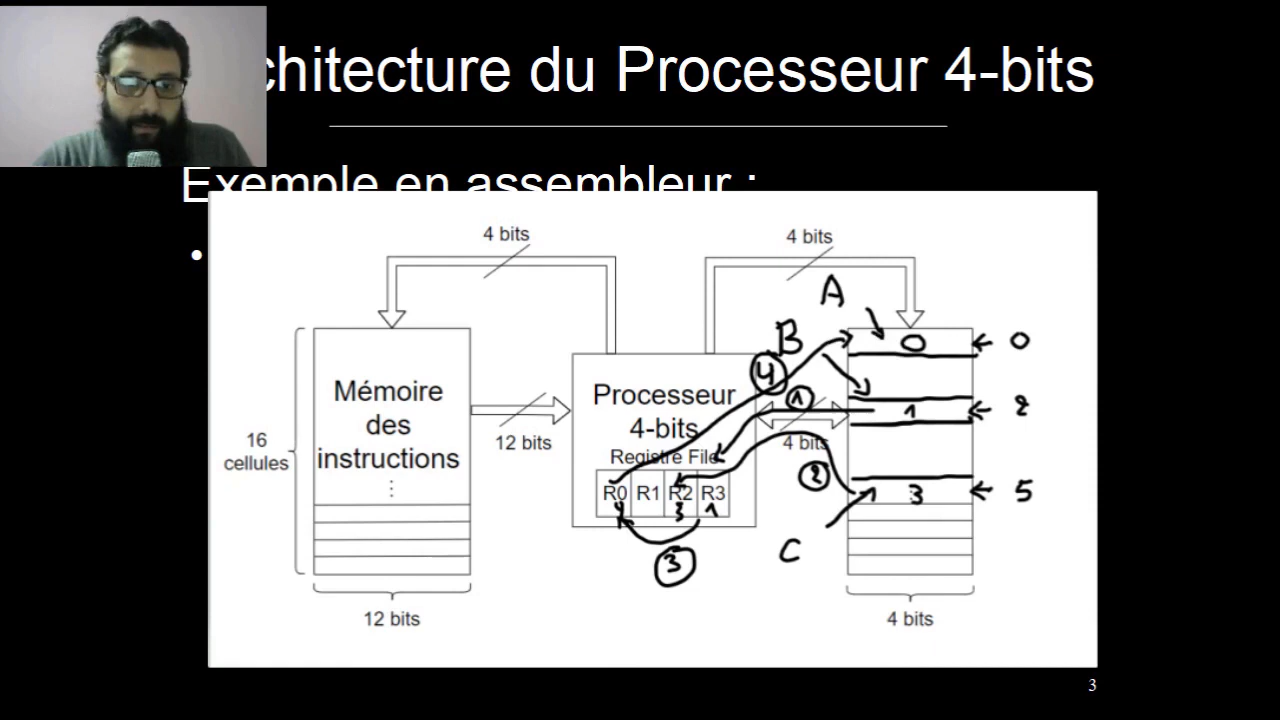 chitecture du Processeur 4-bits
Exemple en assembleur :
•
4 bits
4 bits
A
B
0
0
4
Mémoire
des
instructions
⋮
Processeur
4-bits
1
1
2
16
cellules
12 bits
4 bits
Registre File
2
R0 R1 R2 R3
4 3 1
3
5
C
3
12 bits
4 bits
3